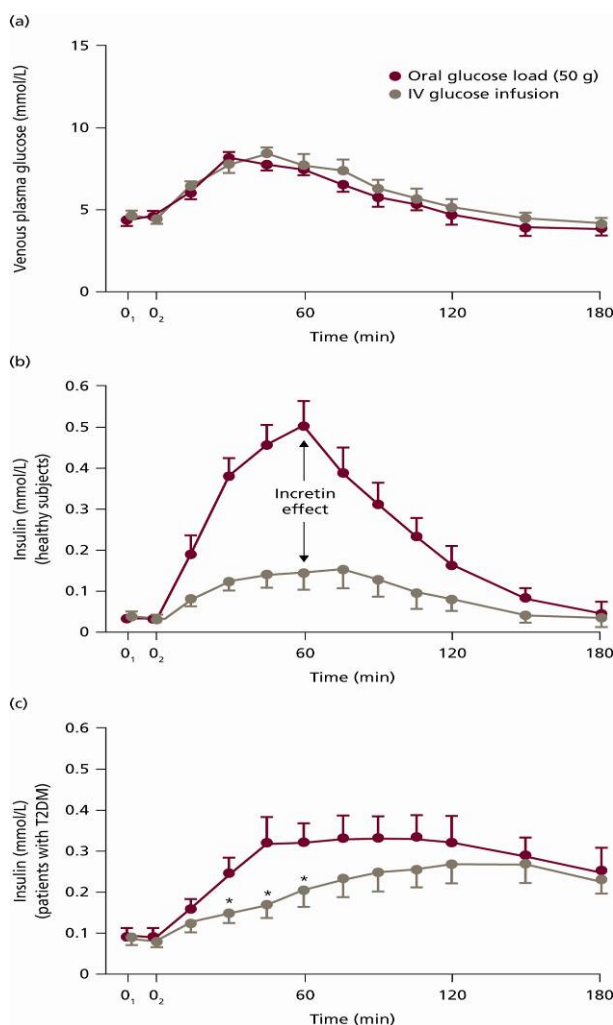 (a)
Oral glucose load (50 g)
IV glucose infusion
Venous plasma glucose (mmol/L)
15
10
5
0
0₁
0₂
60
120
180
Time (min)
(b)
Insulin (mmol/L)
(healthy subjects)
0.6
0.5
0.4
0.3
0.2
0.1
0
Incretin
effect
0₁
0₂
60
120
180
Time (min)
(c)
Insulin (mmol/L)
(patients with T2DM)
0.6
0.5
0.4
0.3
0.2
0.1
0
* * *
0₁
0₂
60
120
180
Time (min)